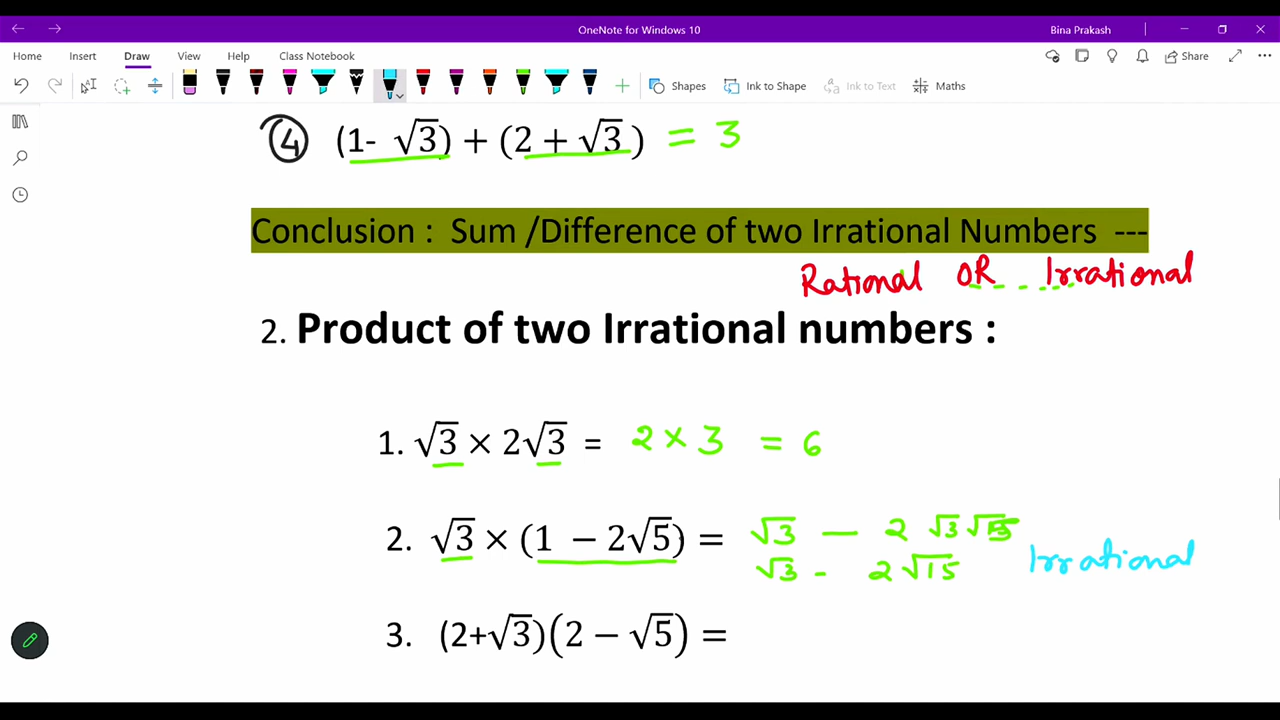 OneNote for Windows 10
Bina Prakash
Home Insert Draw View Help Class Notebook Share
Shapes Ink to Shape Ink to Text Maths
④ (1- √3) + (2 + √3) = 3
Conclusion : Sum /Difference of two Irrational Numbers ---
Rational OR Irrational
2. Product of two Irrational numbers :
1. √3 × 2√3 = 2 × 3 = 6
2. √3 × (1 − 2√5) = √3 − 2 √3 √5
√3 - 2√15 Irrational
3. (2+√3)(2 − √5) =